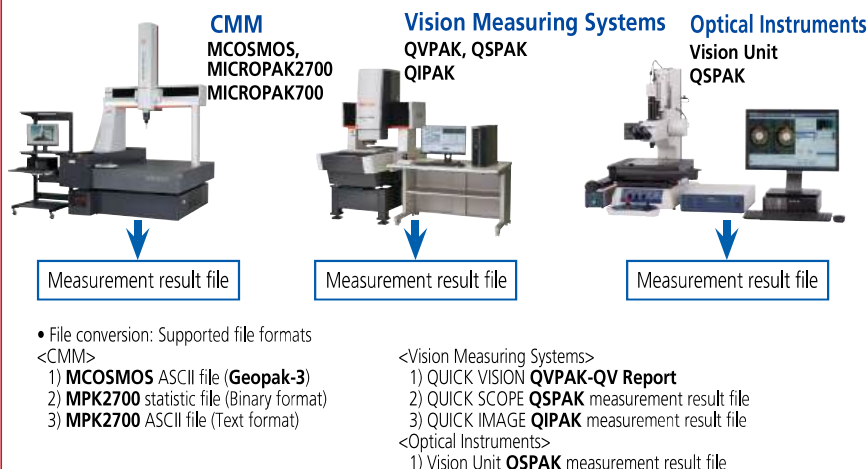 CMM
MCOSMOS,
MICROPAK2700
MICROPAK700
Vision Measuring Systems
QVPAK, QSPAK
QIPAK
Optical Instruments
Vision Unit
QSPAK
Measurement result file
Measurement result file
Measurement result file
• File conversion: Supported file formats
<CMM>
1) MCOSMOS ASCII file (Geopak-3)
2) MPK2700 statistic file (Binary format)
3) MPK2700 ASCII file (Text format)
<Vision Measuring Systems>
1) QUICK VISION QVPAK-QV Report
2) QUICK SCOPE QSPAK measurement result file
3) QUICK IMAGE QIPAK measurement result file
<Optical Instruments>
1) Vision Unit QSPAK measurement result file